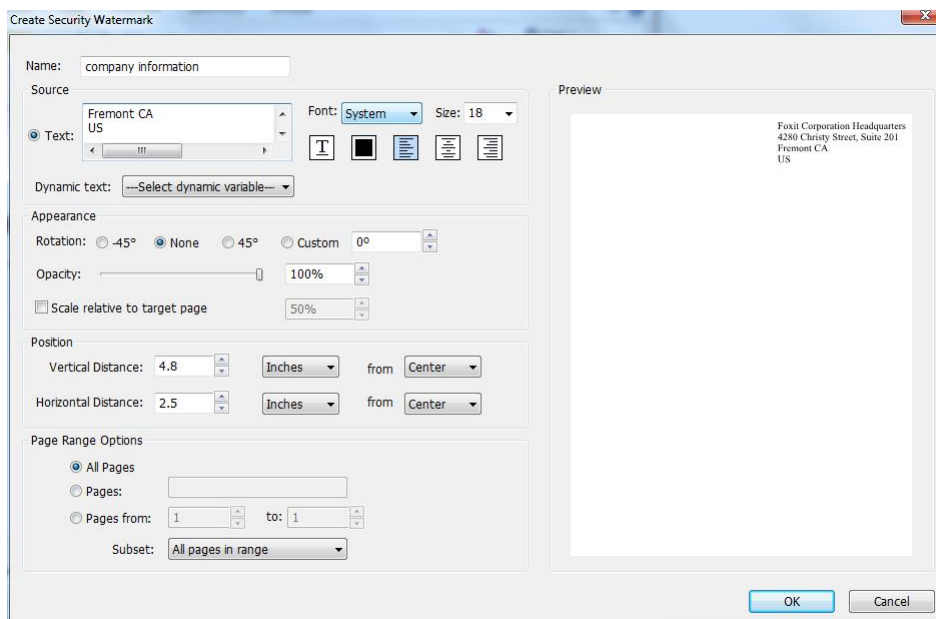 Create Security Watermark
Name: company information
Source
Text: Fremont CA
US
Font: System Size: 18
T
Dynamic text: ---Select dynamic variable---
Appearance
Rotation: -45° None 45° Custom 0°
Opacity: 100%
Scale relative to target page 50%
Position
Vertical Distance: 4.8 Inches from Center
Horizontal Distance: 2.5 Inches from Center
Page Range Options
All Pages
Pages:
Pages from: 1 to: 1
Subset: All pages in range
Preview
Foxit Corporation Headquarters
4280 Christy Street, Suite 201
Fremont CA
US
OK Cancel